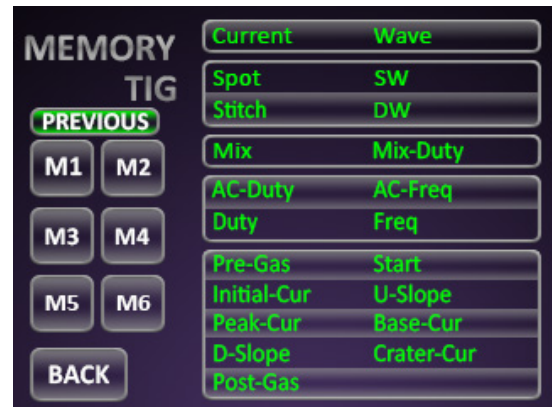 MEMORY
TIG
PREVIOUS
M1 M2
M3 M4
M5 M6
BACK
Current Wave
Spot SW
Stitch DW
Mix Mix-Duty
AC-Duty AC-Freq
Duty Freq
Pre-Gas Start
Initial-Cur U-Slope
Peak-Cur Base-Cur
D-Slope Crater-Cur
Post-Gas